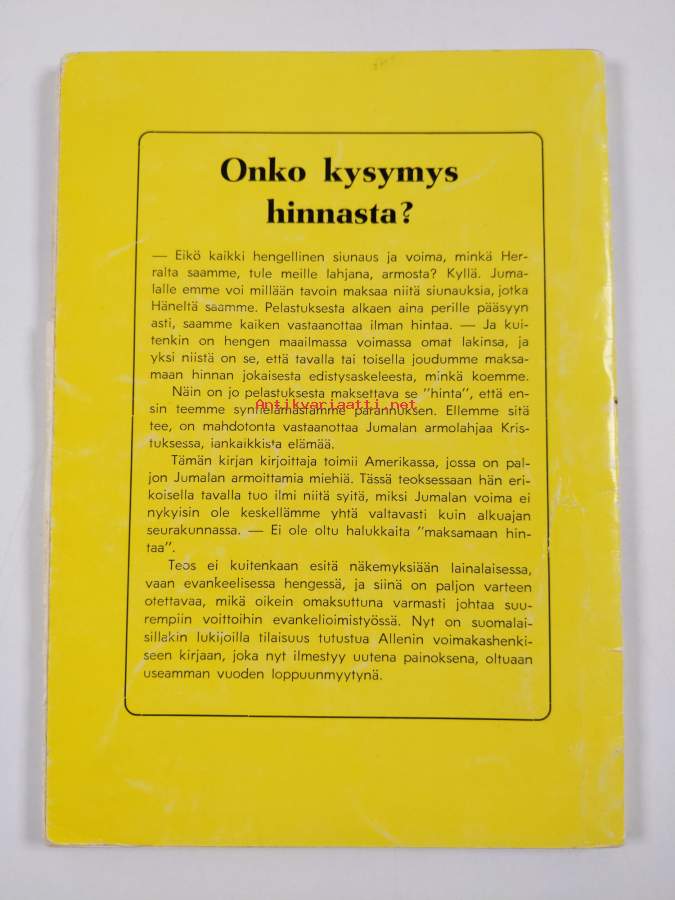 Onko kysymys
hinnasta?
— Eikö kaikki hengellinen siunaus ja voima, minkä Her-
ralta saamme, tule meille lahjana, armosta? Kyllä. Juma-
lalle emme voi millään tavoin maksaa niitä siunauksia, jotka
Häneltä saamme. Pelastuksesta alkaen aina perille pääsyyn
asti, saamme kaiken vastaanottaa ilman hintaa. — Ja kui-
tenkin on hengen maailmassa voimassa omat lakinsa, ja
yksi niistä on se, että tavalla tai toisella joudumme maksa-
maan hinnan jokaisesta edistysaskeleesta, minkä koemme.
Näin on jo pelastuksesta maksettava se "hinta", että en-
sin teemme syntielämästämme parannuksen. Ellemme sitä
Antikvariaatti.net
tee, on mahdotonta vastaanottaa Jumalan armolahjaa Kris-
tuksessa, iankaikkista elämää.
Tämän kirjan kirjoittaja toimii Amerikassa, jossa on pal-
jon Jumalan armoittamia miehiä. Tässä teoksessaan hän eri-
koisella tavalla tuo ilmi niitä syitä, miksi Jumalan voima ei
nykyisin ole keskellämme yhtä valtavasti kuin alkuajan
seurakunnassa. — Ei ole oltu halukkaita "maksamaan hin-
taa".
Teos ei kuitenkaan esitä näkemyksiään lainalaisessa,
vaan evankeelisessa hengessä, ja siinä on paljon varteen
otettavaa, mikä oikein omaksuttuna varmasti johtaa suu-
rempiin voittoihin evankelioimistyössä. Nyt on suomalai-
sillakin lukijoilla tilaisuus tutustua Allenin voimakashenki-
seen kirjaan, joka nyt ilmestyy uutena painoksena, oltuaan
useamman vuoden loppuunmyytynä.